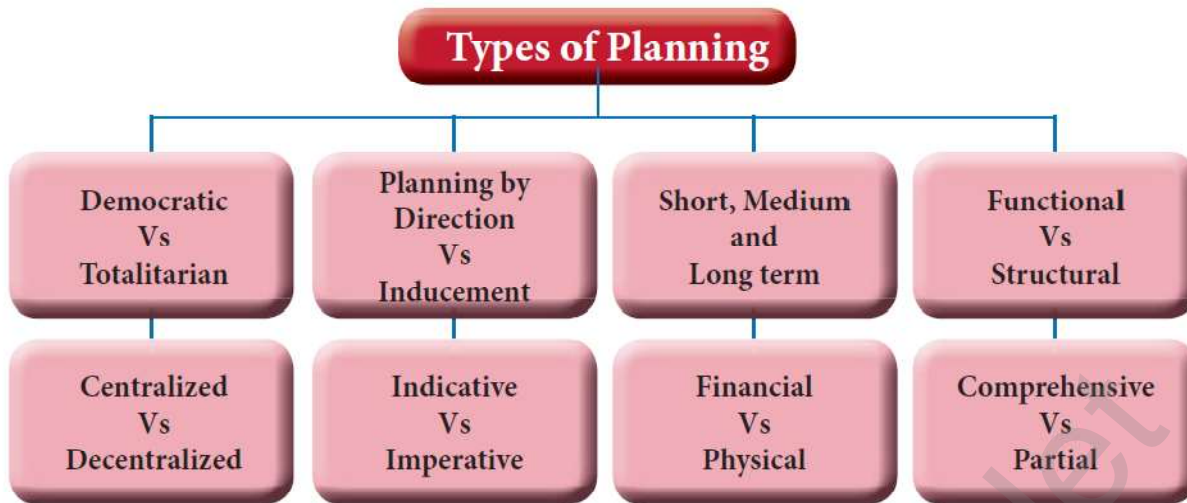 Types of Planning
Democratic
Vs
Totalitarian
Planning by
Direction
Vs
Inducement
Short, Medium
and
Long term
Functional
Vs
Structural
Centralized
Vs
Decentralized
Indicative
Vs
Imperative
Financial
Vs
Physical
Comprehensive
Vs
Partial